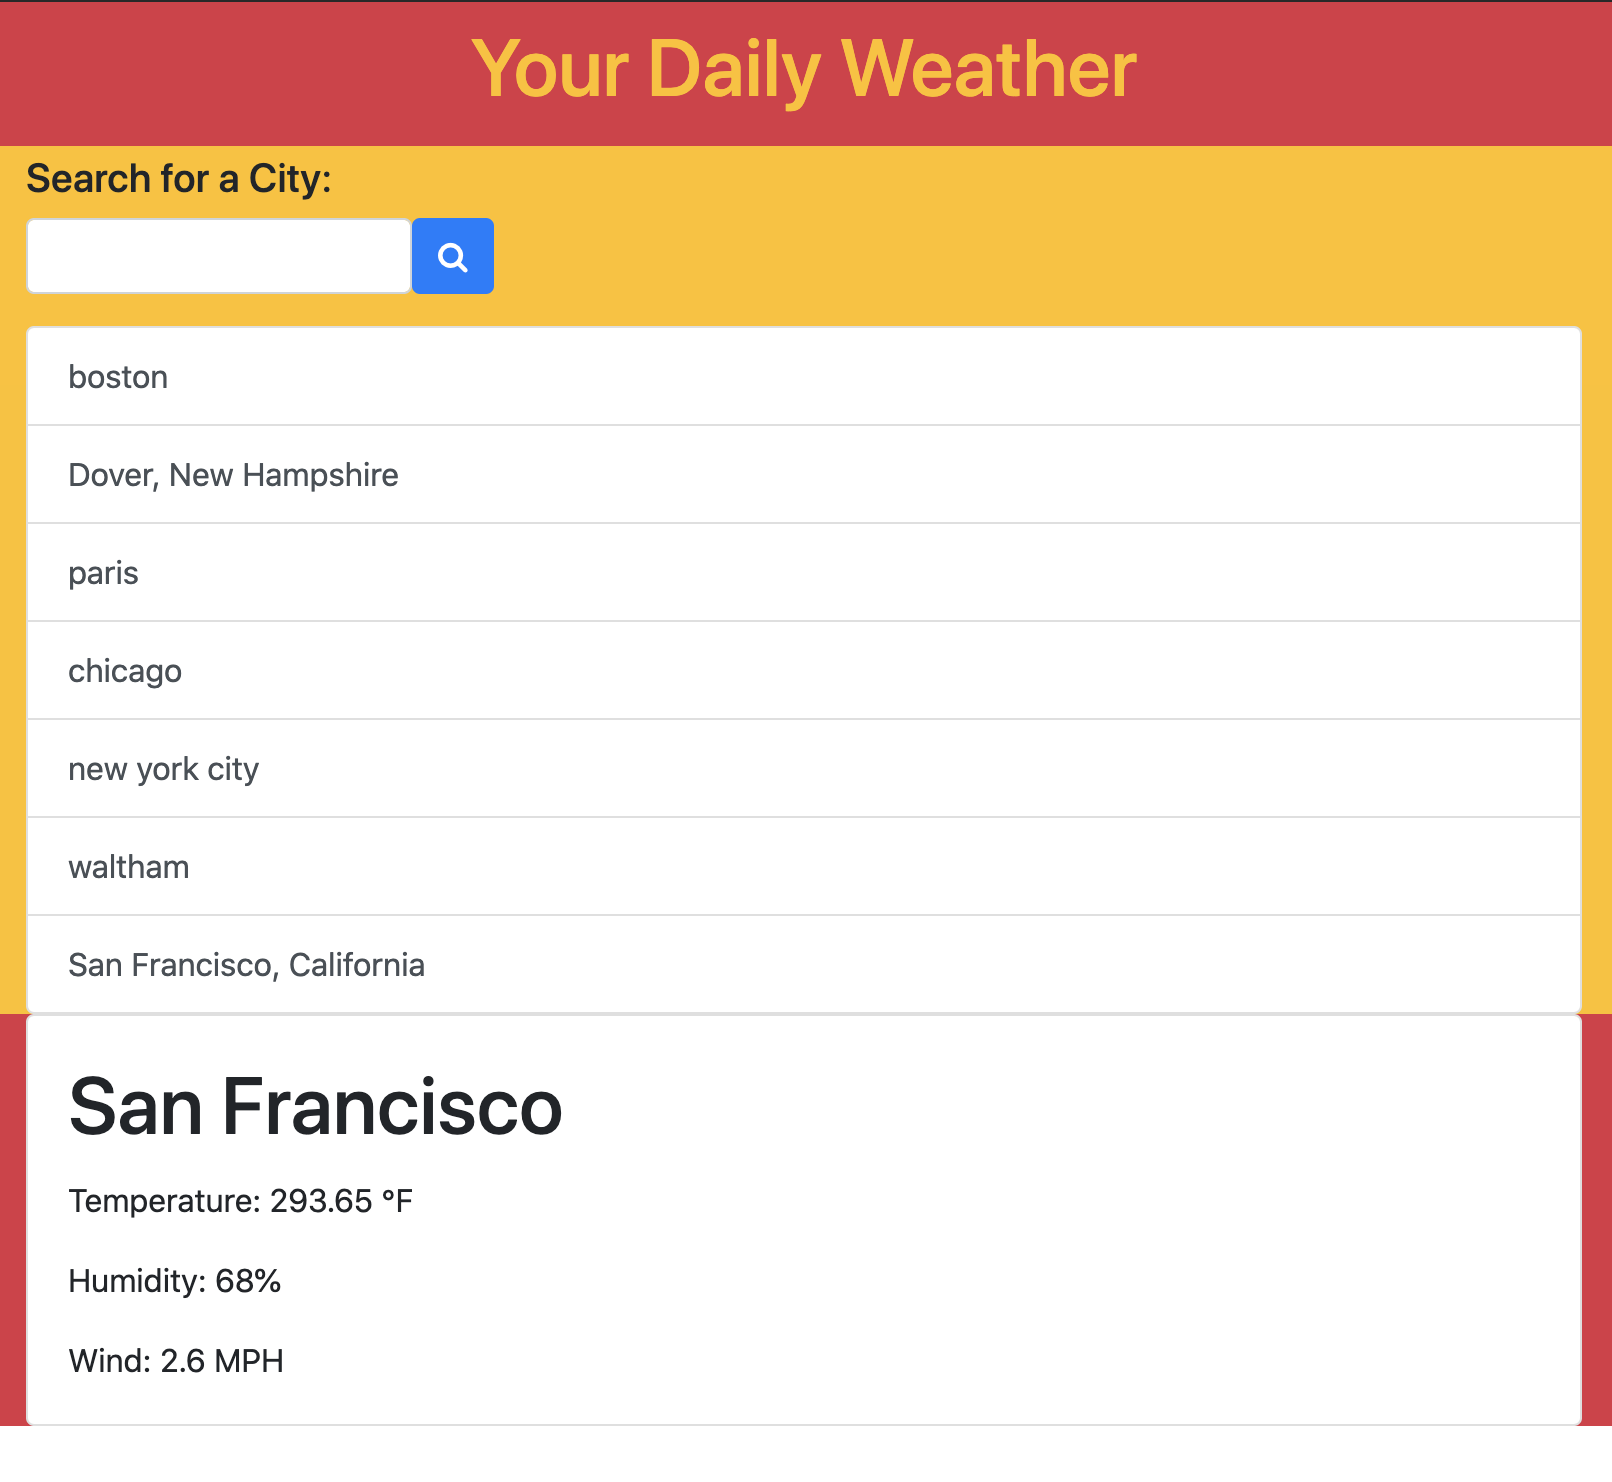 Your Daily Weather
Search for a City:
boston
Dover, New Hampshire
paris
chicago
new york city
waltham
San Francisco, California
San Francisco
Temperature: 293.65 °F
Humidity: 68%
Wind: 2.6 MPH